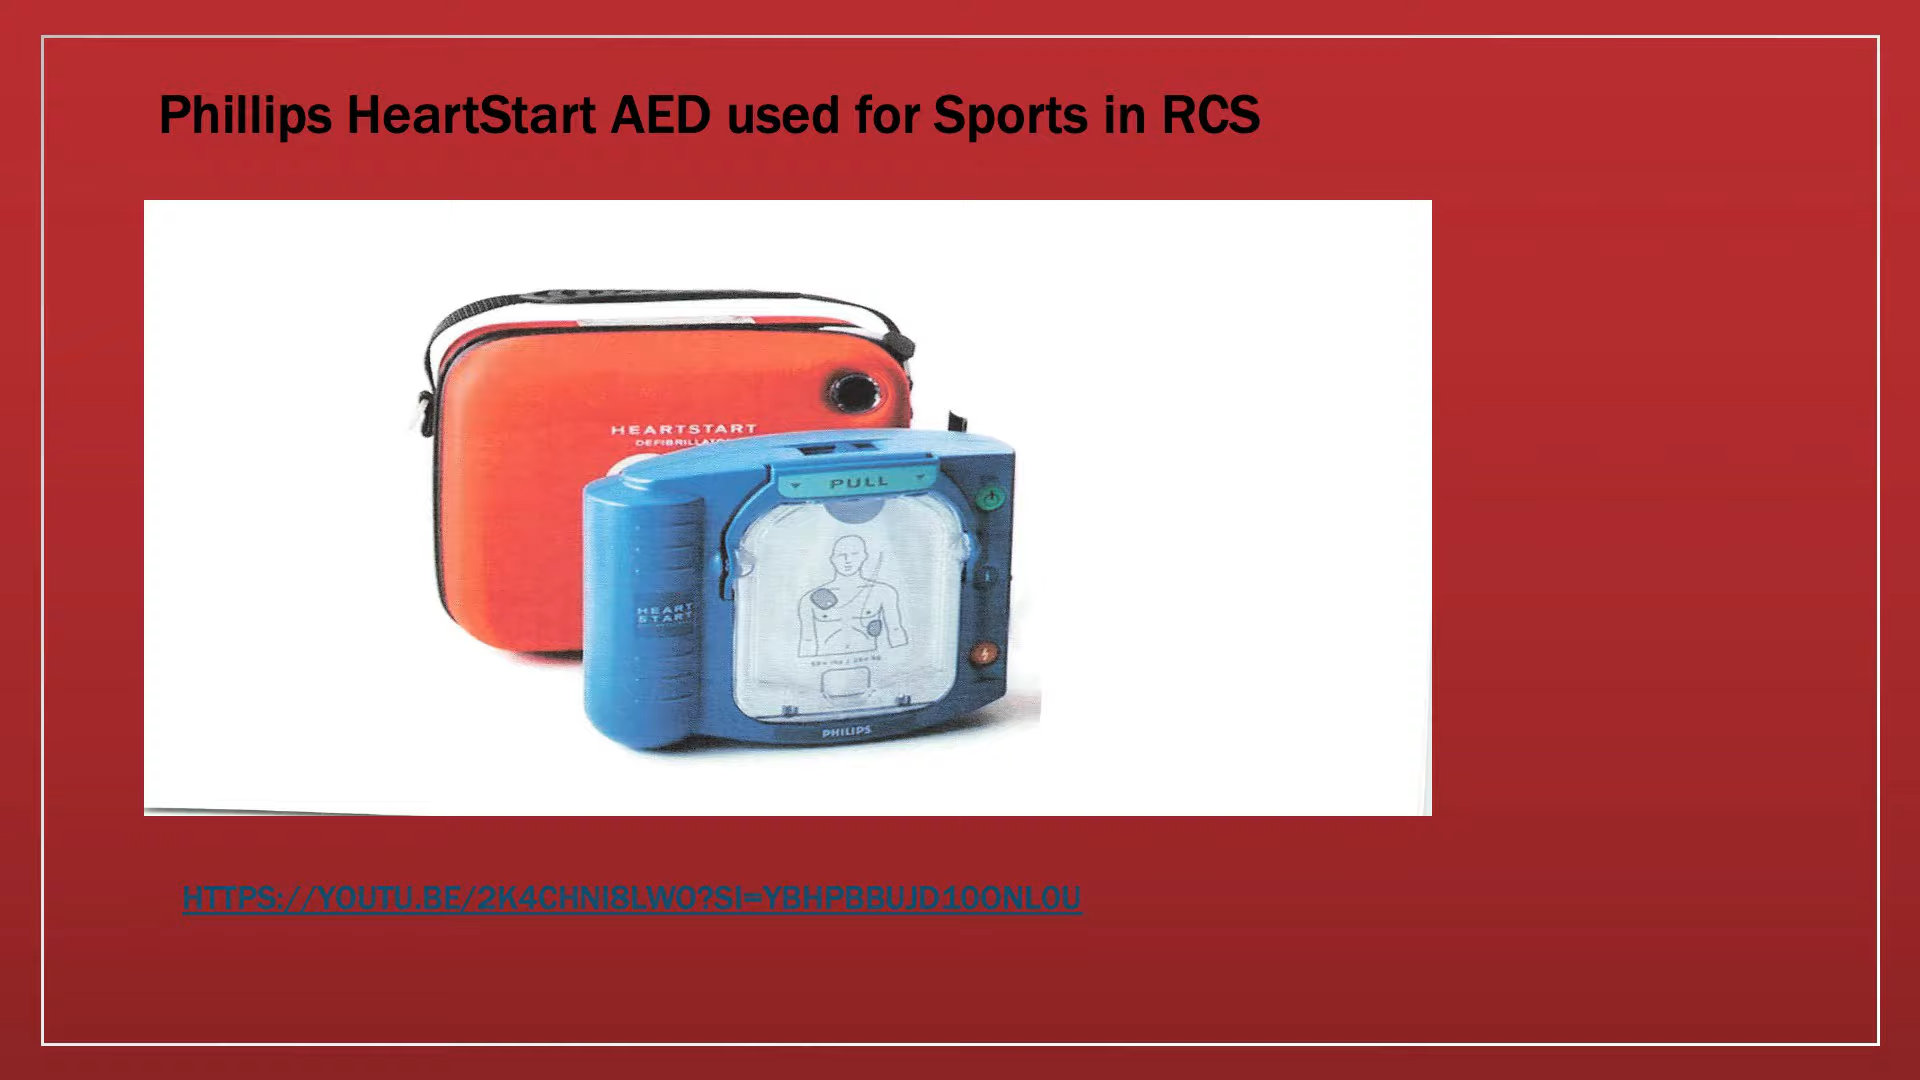 Phillips HeartStart AED used for Sports in RCS
HEARTSTART
DEFIBRILLATOR
PULL
HEART
START
PHILIPS
HTTPS://YOUTU.BE/2K4CHNI8LWO?SI=YBHPBBUJD10ONL0U